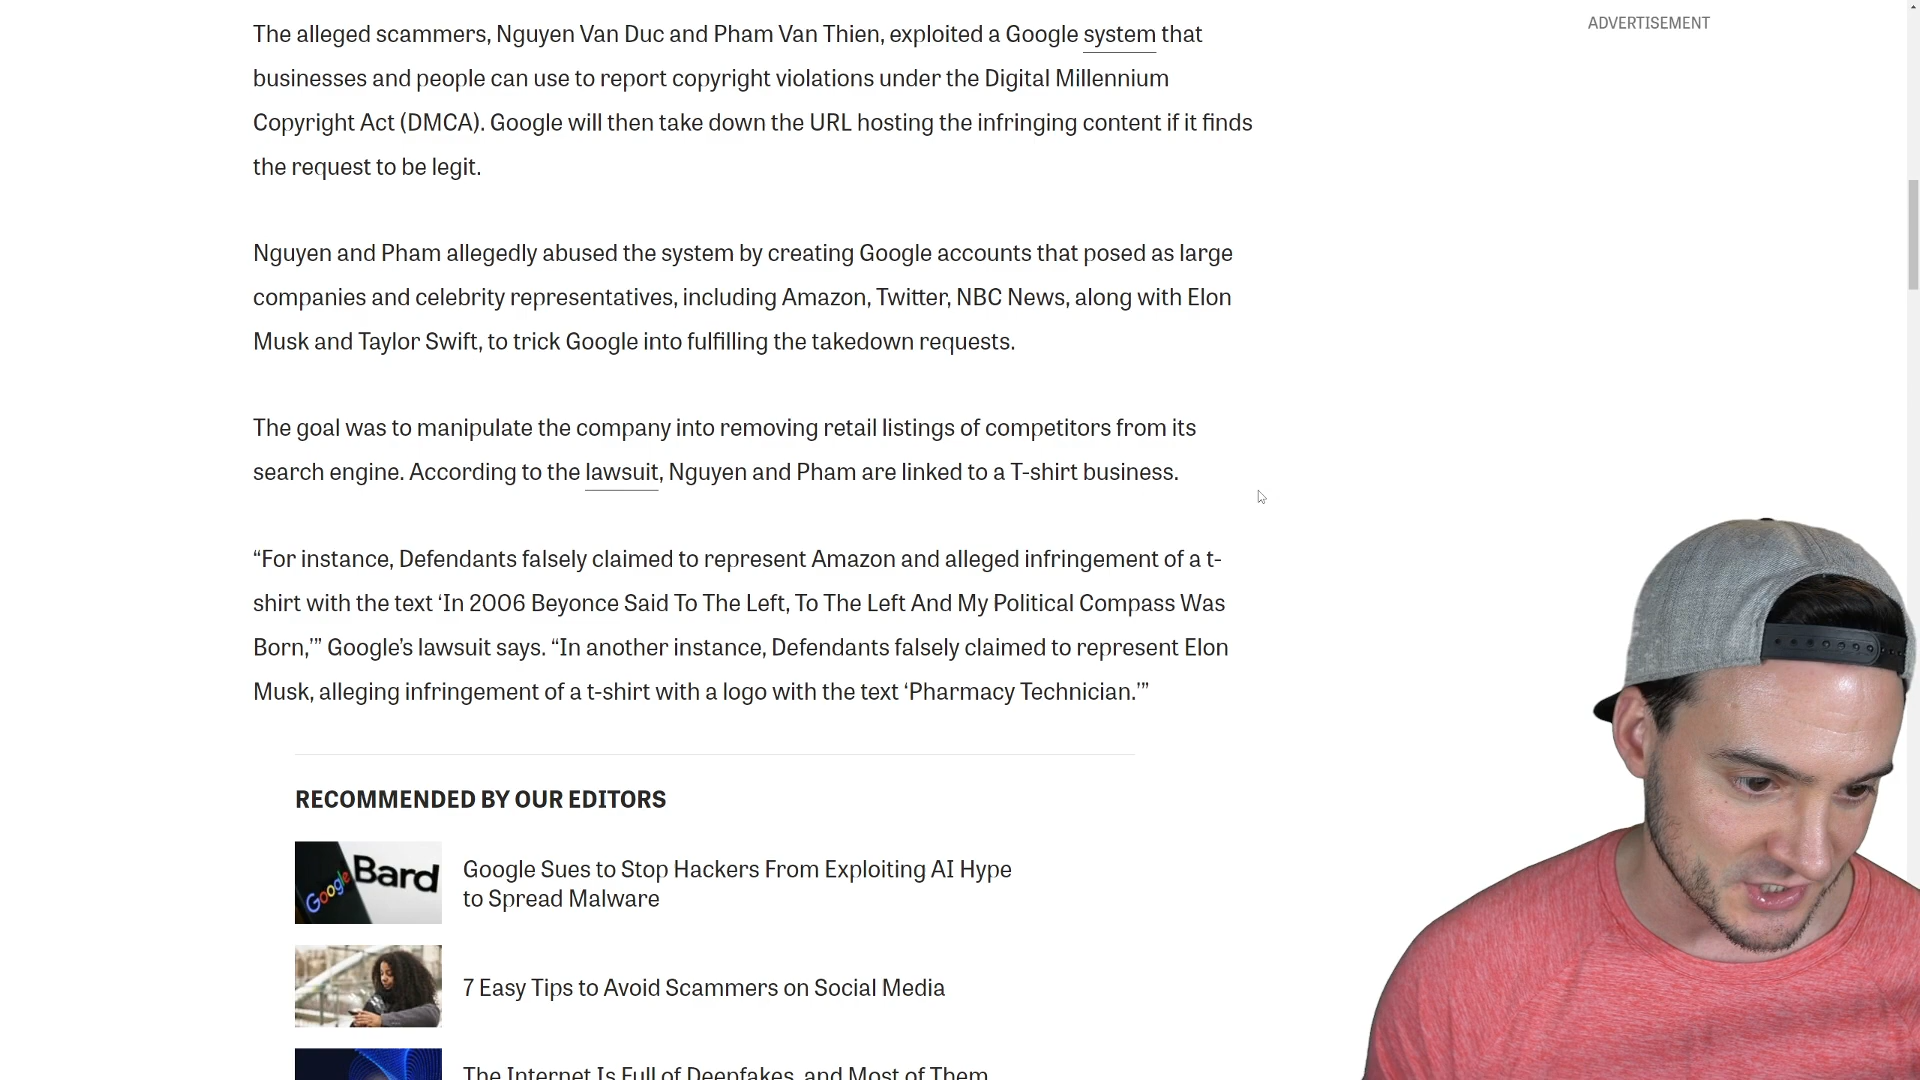 ADVERTISEMENT
The alleged scammers, Nguyen Van Duc and Pham Van Thien, exploited a Google system that
businesses and people can use to report copyright violations under the Digital Millennium
Copyright Act (DMCA). Google will then take down the URL hosting the infringing content if it finds
the request to be legit.
Nguyen and Pham allegedly abused the system by creating Google accounts that posed as large
companies and celebrity representatives, including Amazon, Twitter, NBC News, along with Elon
Musk and Taylor Swift, to trick Google into fulfilling the takedown requests.
The goal was to manipulate the company into removing retail listings of competitors from its
search engine. According to the lawsuit, Nguyen and Pham are linked to a T-shirt business.
“For instance, Defendants falsely claimed to represent Amazon and alleged infringement of a t-
shirt with the text ‘In 2006 Beyonce Said To The Left, To The Left And My Political Compass Was
Born,’” Google’s lawsuit says. “In another instance, Defendants falsely claimed to represent Elon
Musk, alleging infringement of a t-shirt with a logo with the text ‘Pharmacy Technician.’”
RECOMMENDED BY OUR EDITORS
Google Bard
Google Sues to Stop Hackers From Exploiting AI Hype
to Spread Malware
7 Easy Tips to Avoid Scammers on Social Media
The Internet Is Full of Deepfakes, and Most of Them